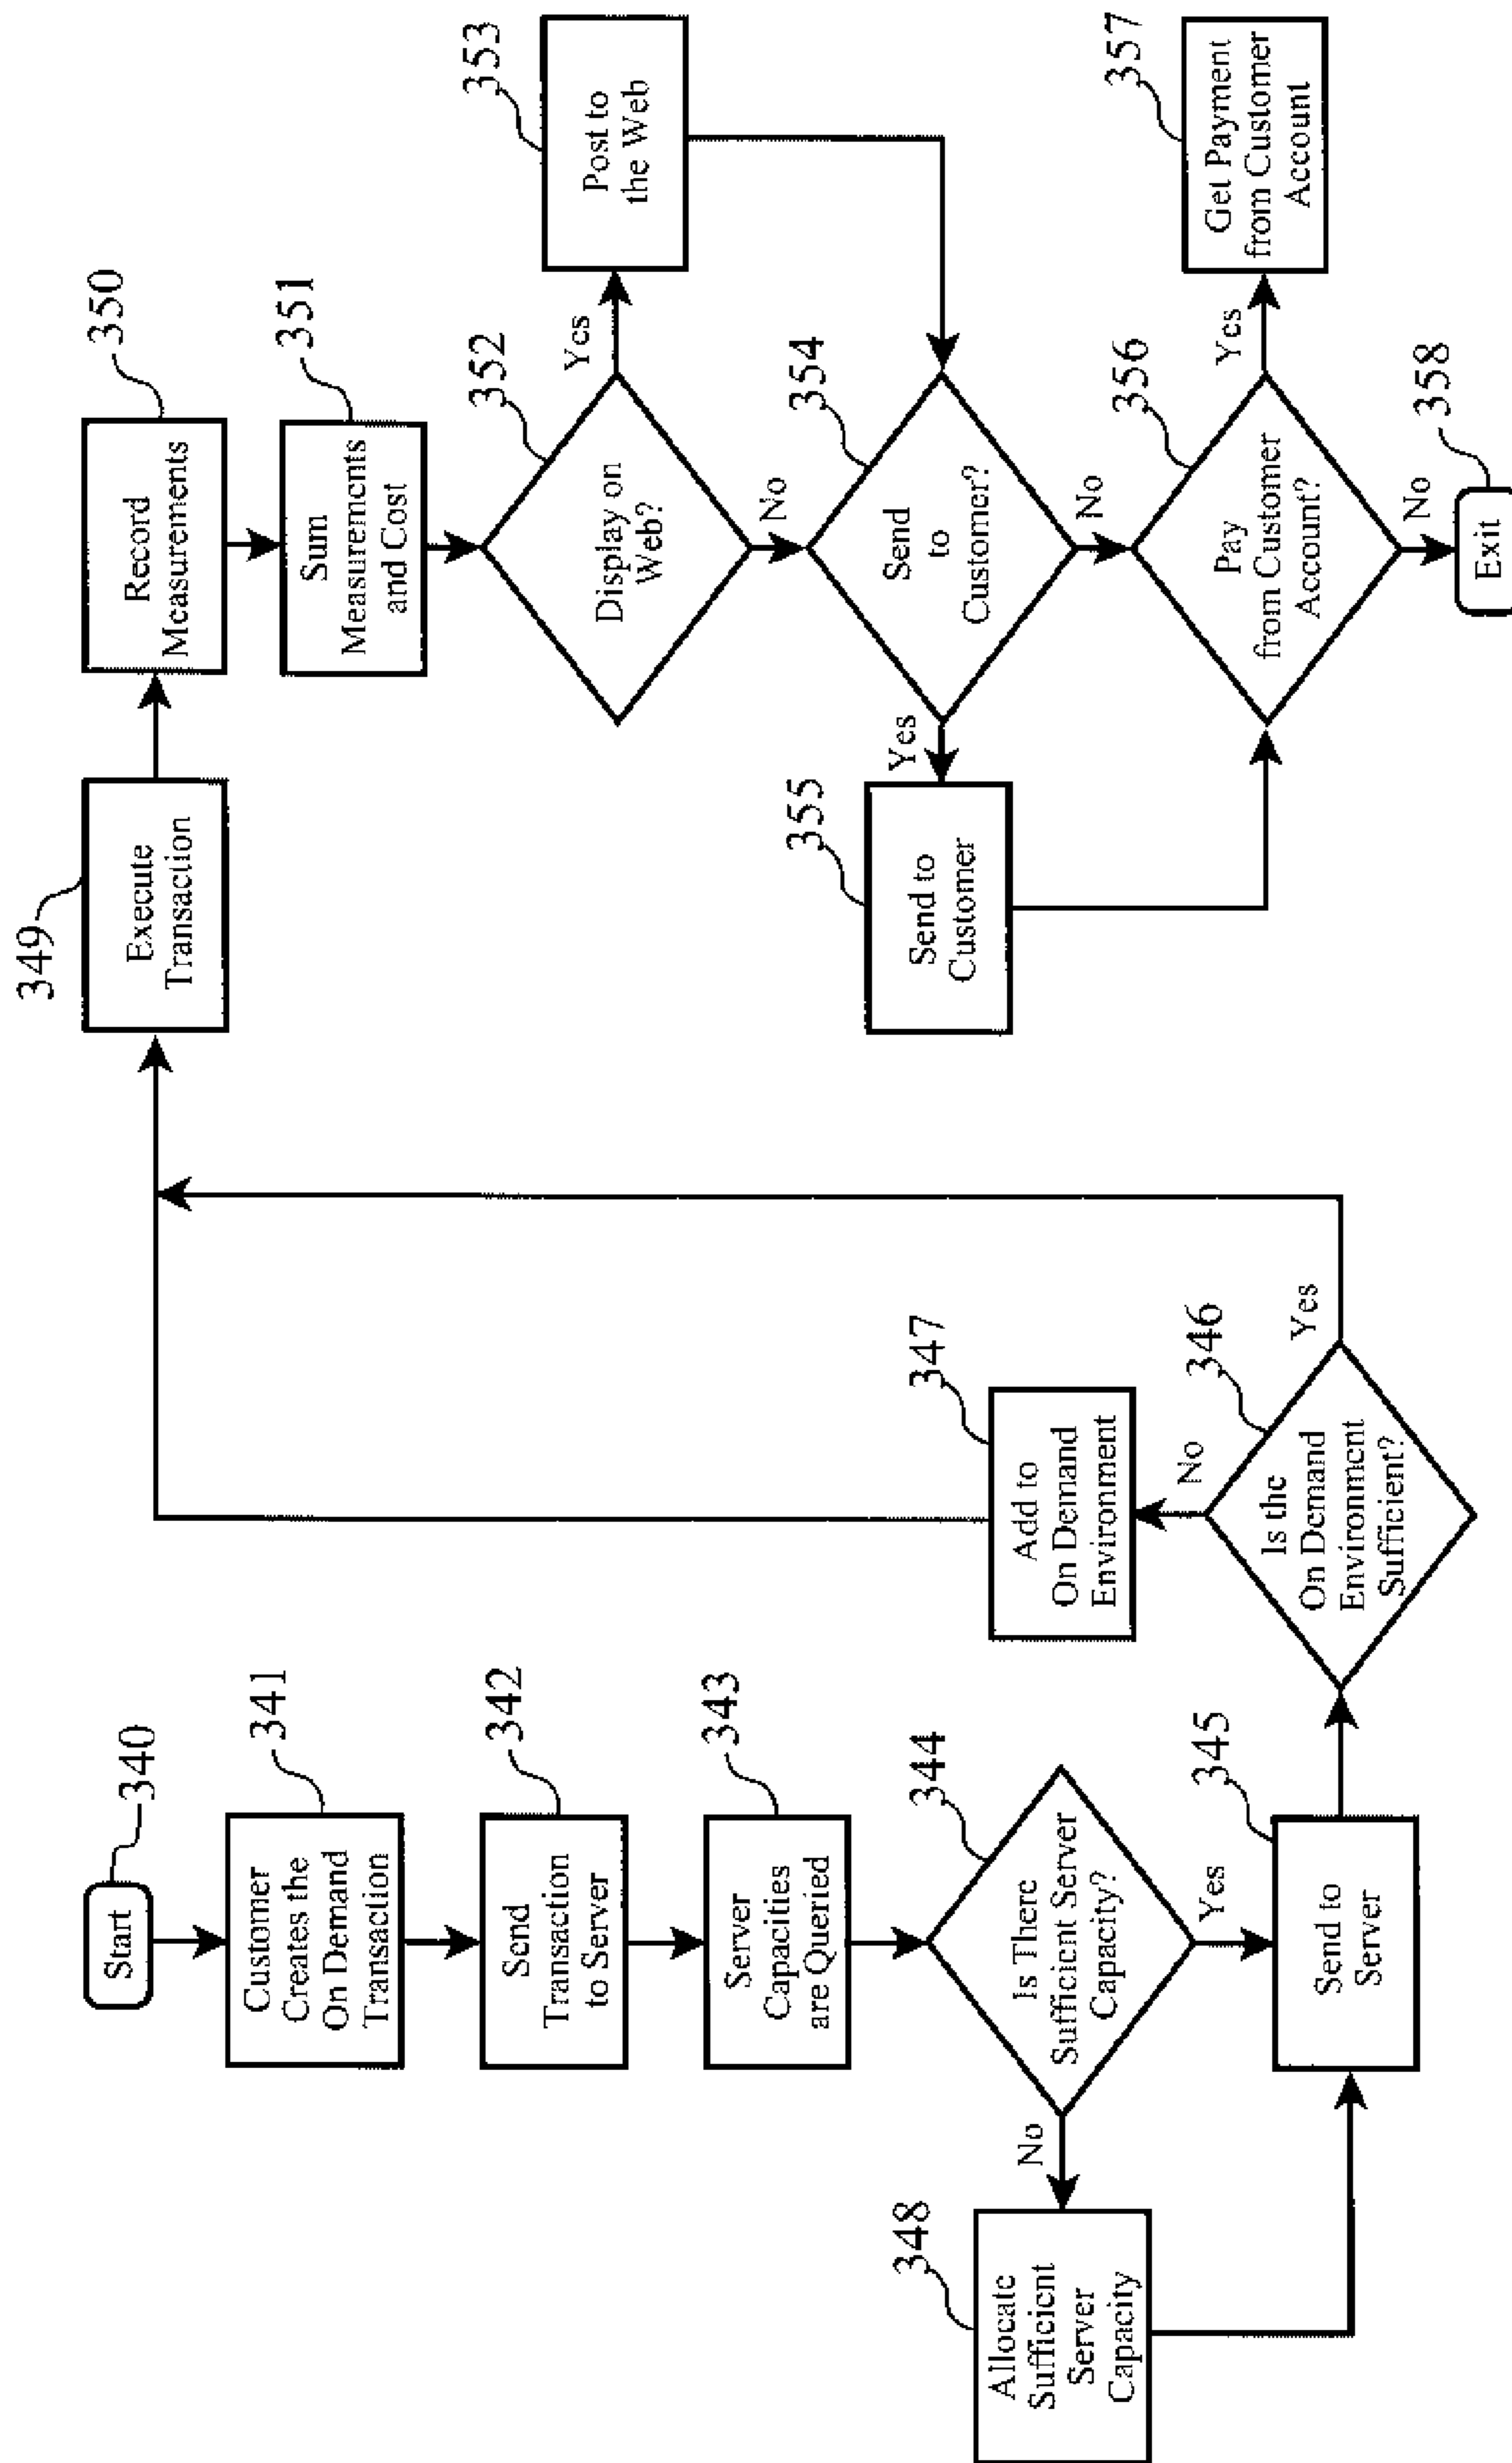 340
Start
341
Customer
Creates the
On Demand
Transaction
342
Send
Transaction
to Server
343
Server
Capacities
are Queried
344
Is There
Sufficient Server
Capacity?
No
Yes
348
Allocate
Sufficient
Server
Capacity
345
Send to
Server
346
Is the
On Demand
Environment
Sufficient?
No
Yes
347
Add to
On Demand
Environment
349
Execute
Transaction
350
Record
Measurements
351
Sum
Measurements
and Cost
352
Display on
Web?
Yes
No
353
Post to
the Web
354
Send
to
Customer?
Yes
No
355
Send to
Customer
356
Pay
from Customer
Account?
Yes
No
357
Get Payment
from Customer
Account
358
Exit